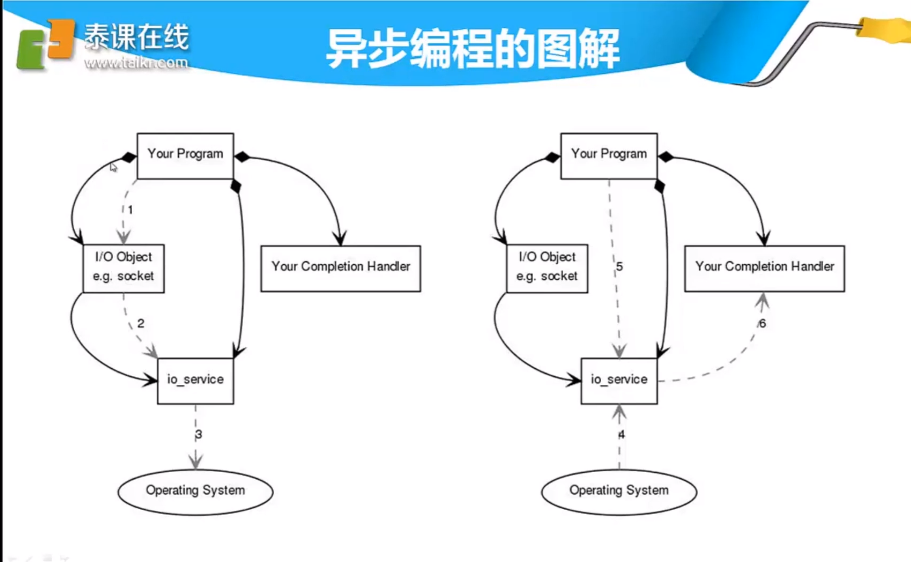 泰课在线
www.taikr.com
异步编程的图解
Your Program
1
I/O Object
e.g. socket
Your Completion Handler
2
io_service
3
Operating System
Your Program
I/O Object
e.g. socket
5
Your Completion Handler
6
io_service
4
Operating System